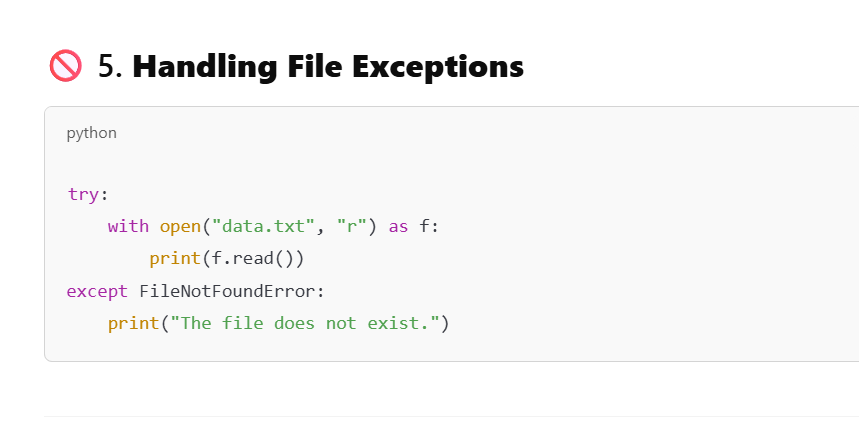 🚫 5. Handling File Exceptions
python
try:
    with open("data.txt", "r") as f:
        print(f.read())
except FileNotFoundError:
    print("The file does not exist.")